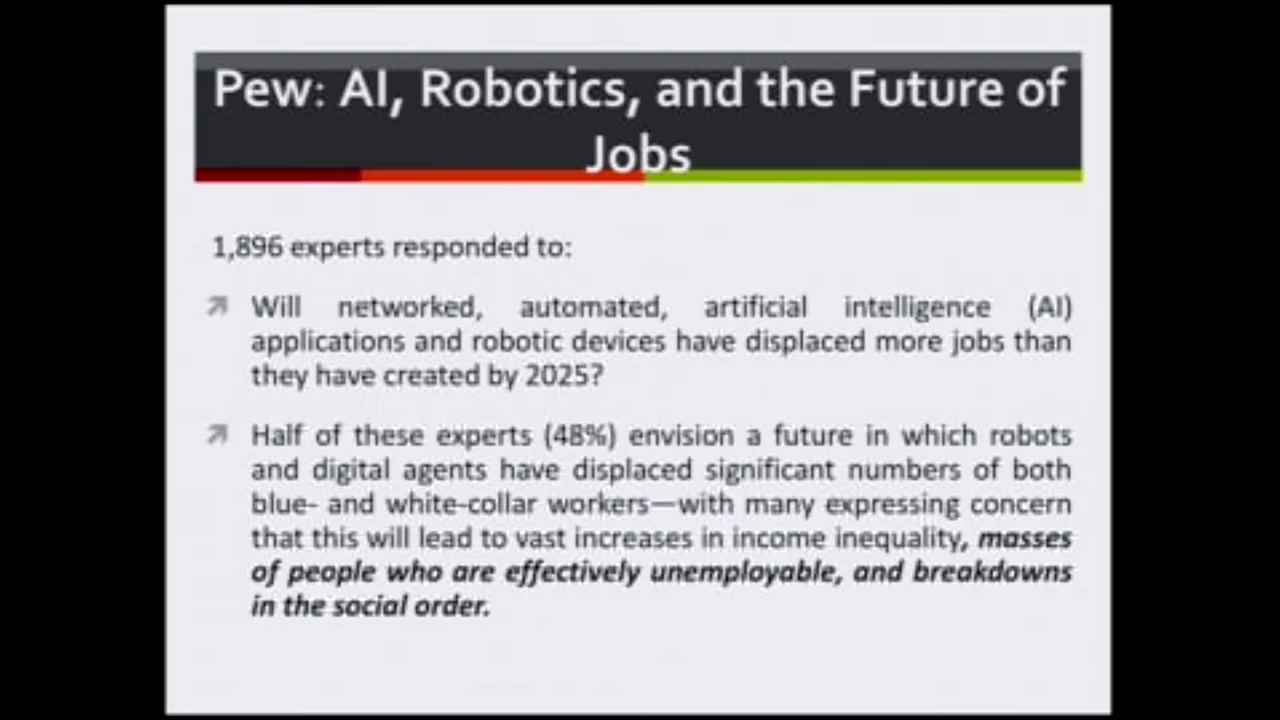 Pew: AI, Robotics, and the Future of
Jobs
1,896 experts responded to:
Will networked, automated, artificial intelligence (AI)
applications and robotic devices have displaced more jobs than
they have created by 2025?
Half of these experts (48%) envision a future in which robots
and digital agents have displaced significant numbers of both
blue- and white-collar workers—with many expressing concern
that this will lead to vast increases in income inequality, masses
of people who are effectively unemployable, and breakdowns
in the social order.